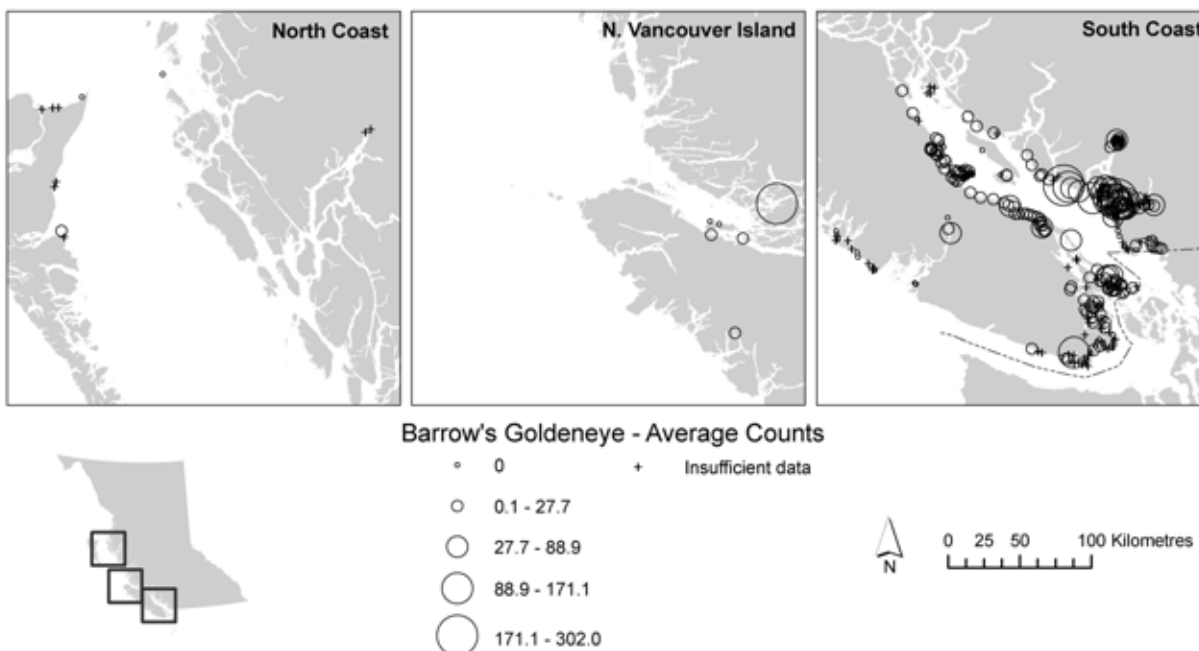 North Coast
N. Vancouver Island
South Coast
Barrow's Goldeneye - Average Counts
0
+ Insufficient data
0.1 - 27.7
27.7 - 88.9
88.9 - 171.1
171.1 - 302.0
N
0 25 50 100 Kilometres